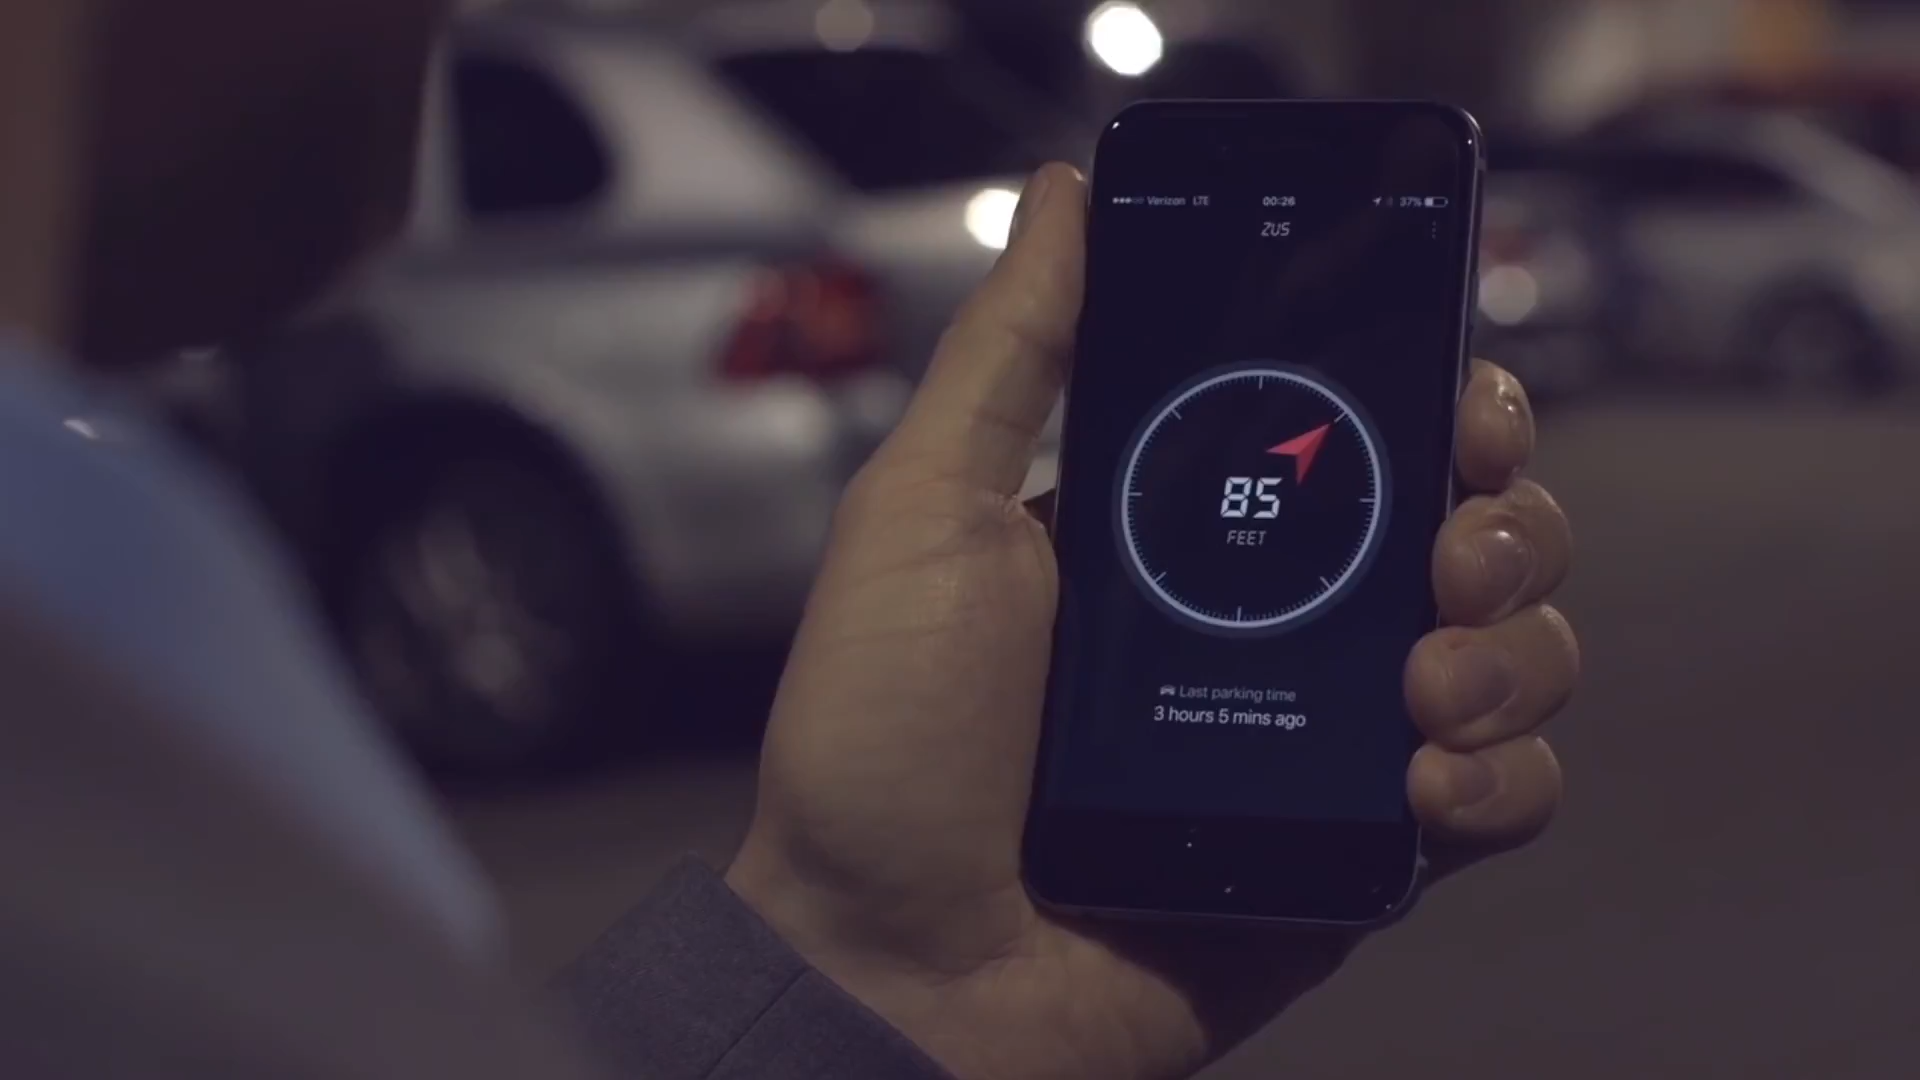 Verizon LTE 00:26 37%
ZUS
85
FEET
Last parking time
3 hours 5 mins ago